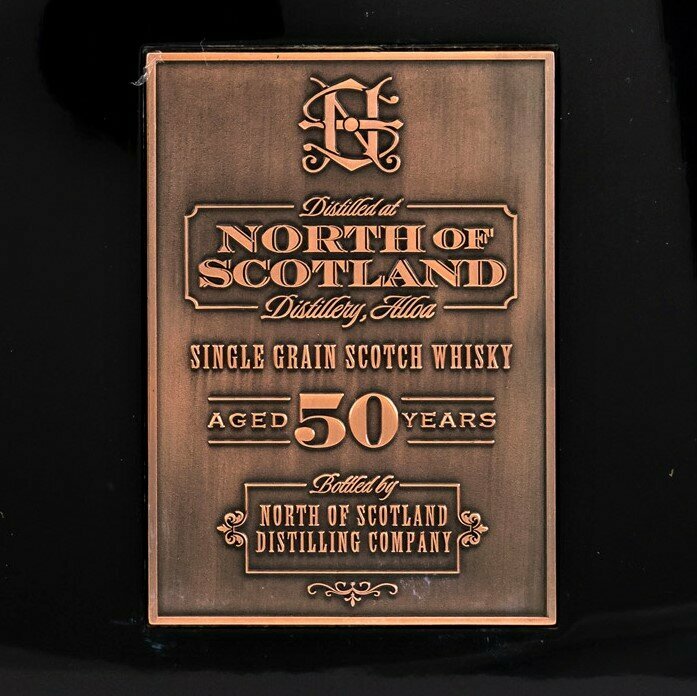 Distilled at
NORTH OF
SCOTLAND
Distillery, Alloa
SINGLE GRAIN SCOTCH WHISKY
AGED 50 YEARS
Bottled by
NORTH OF SCOTLAND
DISTILLING COMPANY